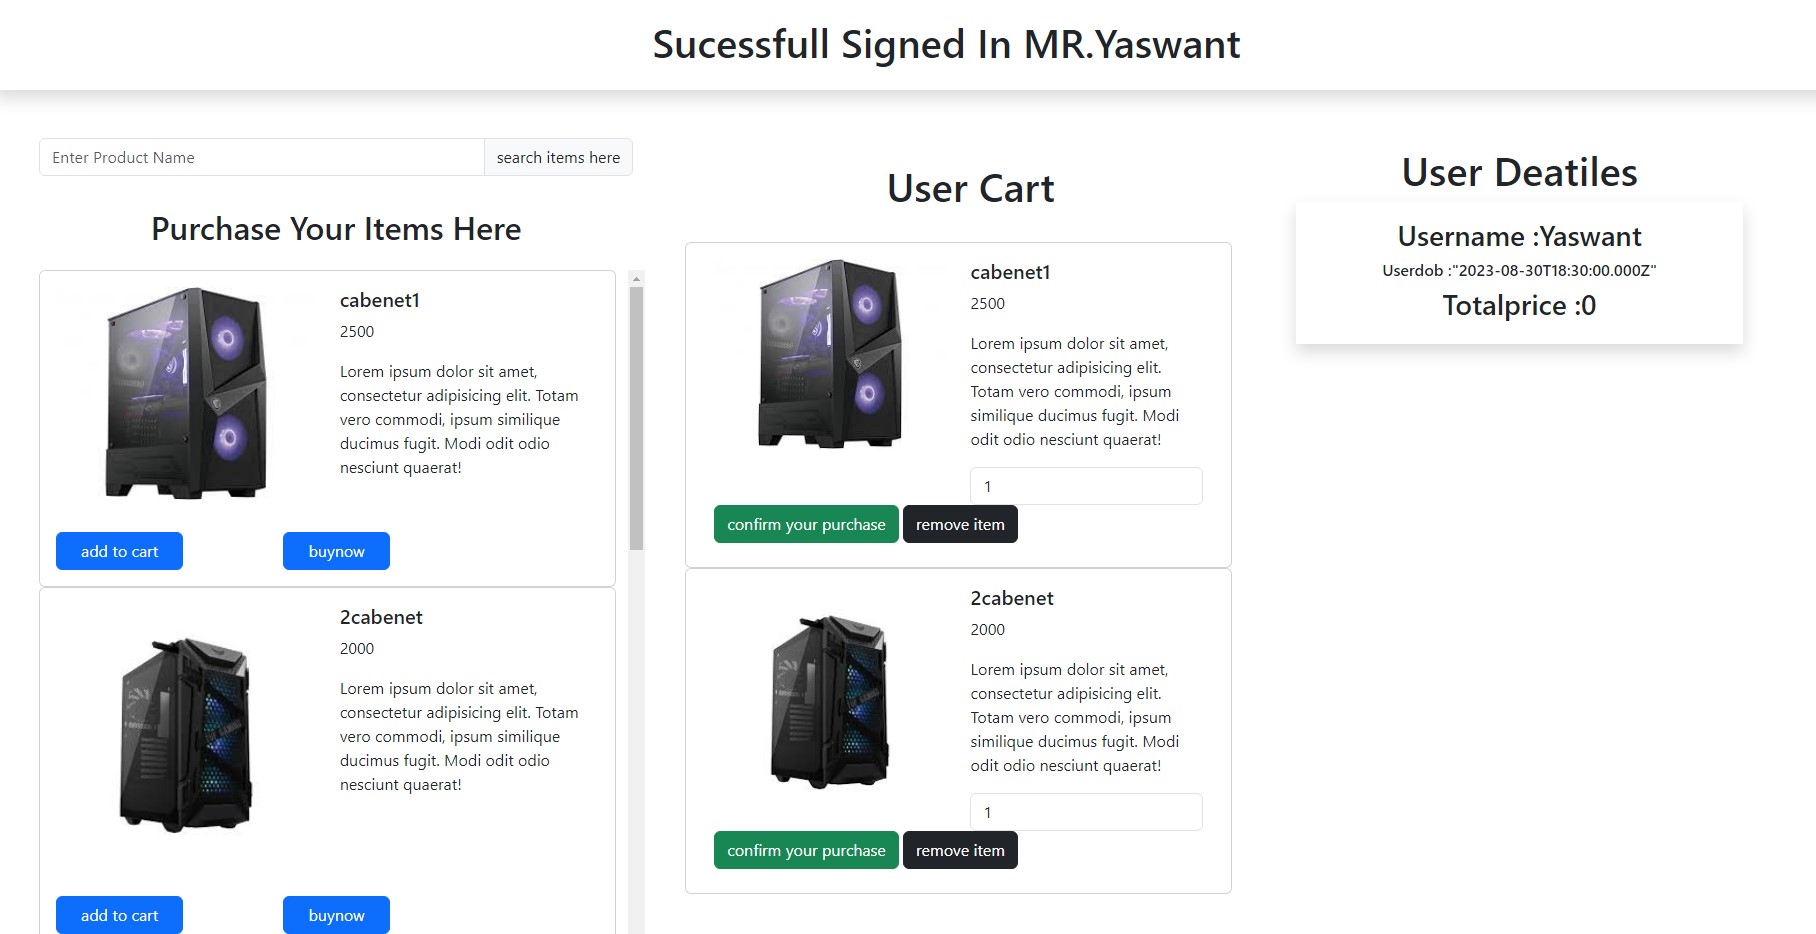 Sucessfull Signed In MR.Yaswant
Enter Product Name
search items here
Purchase Your Items Here
cabenet1
2500
Lorem ipsum dolor sit amet,
consectetur adipisicing elit. Totam
vero commodi, ipsum similique
ducimus fugit. Modi odit odio
nesciunt quaerat!
add to cart
buynow
2cabenet
2000
Lorem ipsum dolor sit amet,
consectetur adipisicing elit. Totam
vero commodi, ipsum similique
ducimus fugit. Modi odit odio
nesciunt quaerat!
add to cart
buynow
User Cart
cabenet1
2500
Lorem ipsum dolor sit amet,
consectetur adipisicing elit.
Totam vero commodi, ipsum
similique ducimus fugit. Modi
odit odio nesciunt quaerat!
1
confirm your purchase
remove item
2cabenet
2000
Lorem ipsum dolor sit amet,
consectetur adipisicing elit.
Totam vero commodi, ipsum
similique ducimus fugit. Modi
odit odio nesciunt quaerat!
1
confirm your purchase
remove item
User Deatiles
Username :Yaswant
Userdob :"2023-08-30T18:30:00.000Z"
Totalprice :0